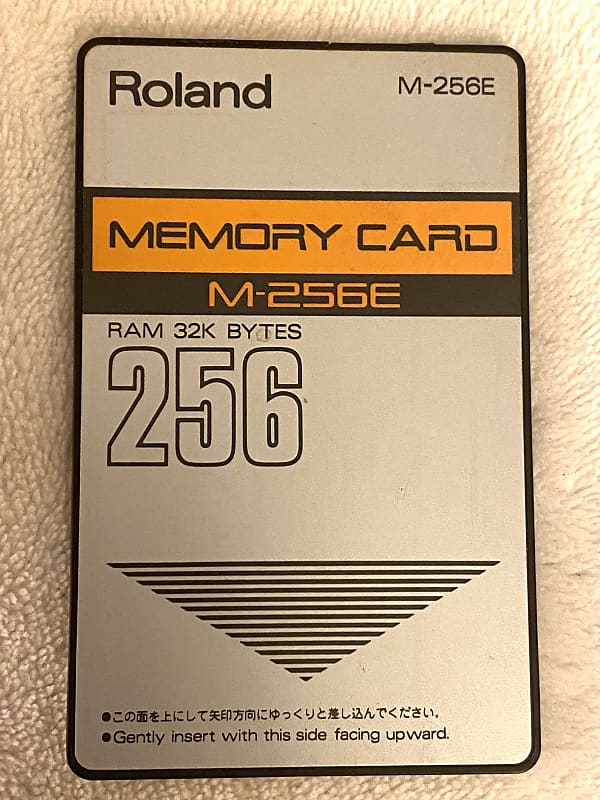 Roland
M-256E
MEMORY CARD
M-256E
RAM 32K BYTES
256
●この面を上にして矢印方向にゆっくりと差し込んでください。
●Gently insert with this side facing upward.